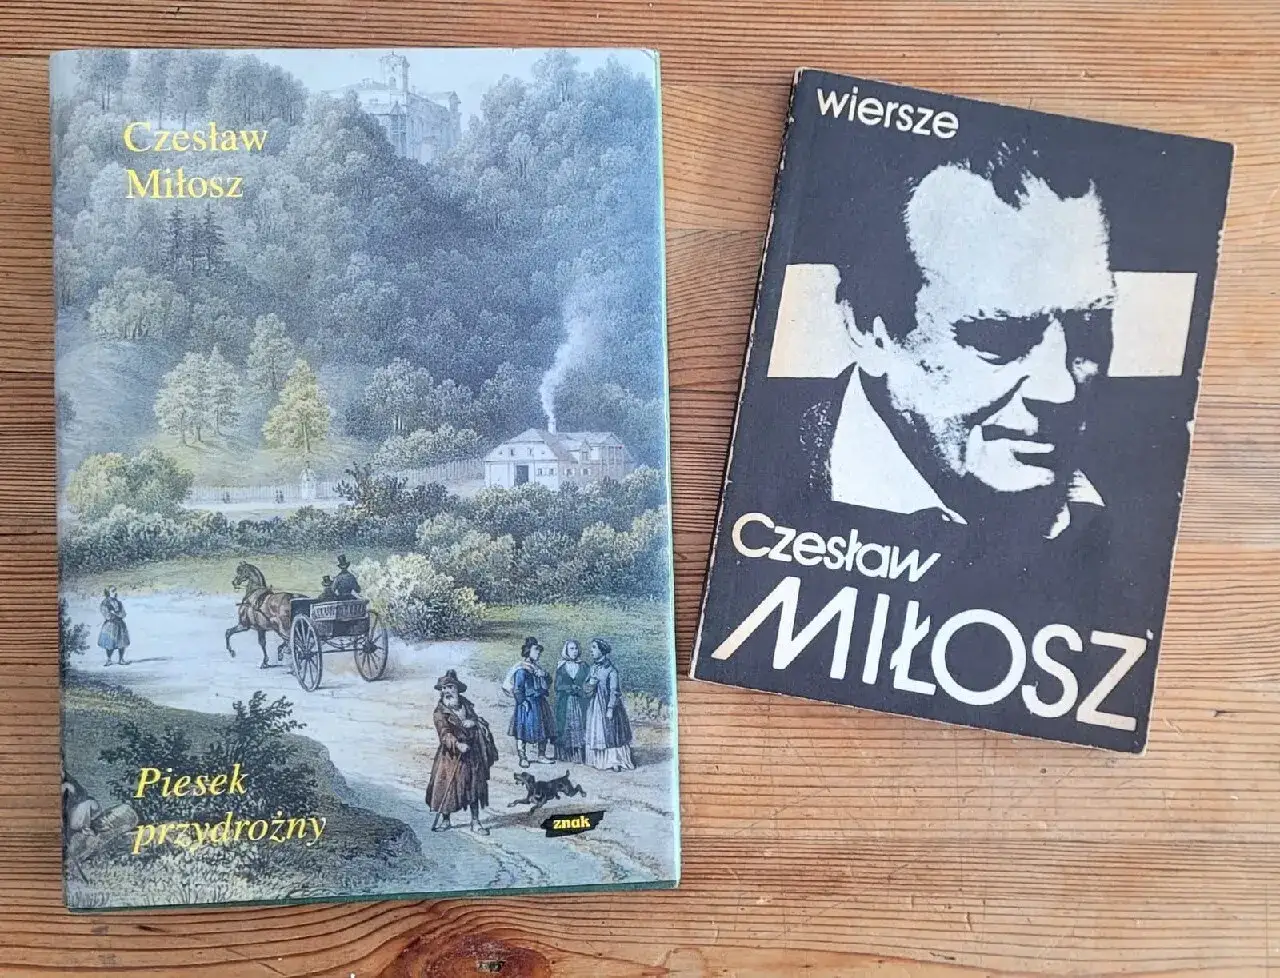 Czesław
Miłosz
Piesek
przydrożny
znak
wiersze
Czesław
MIŁOSZ